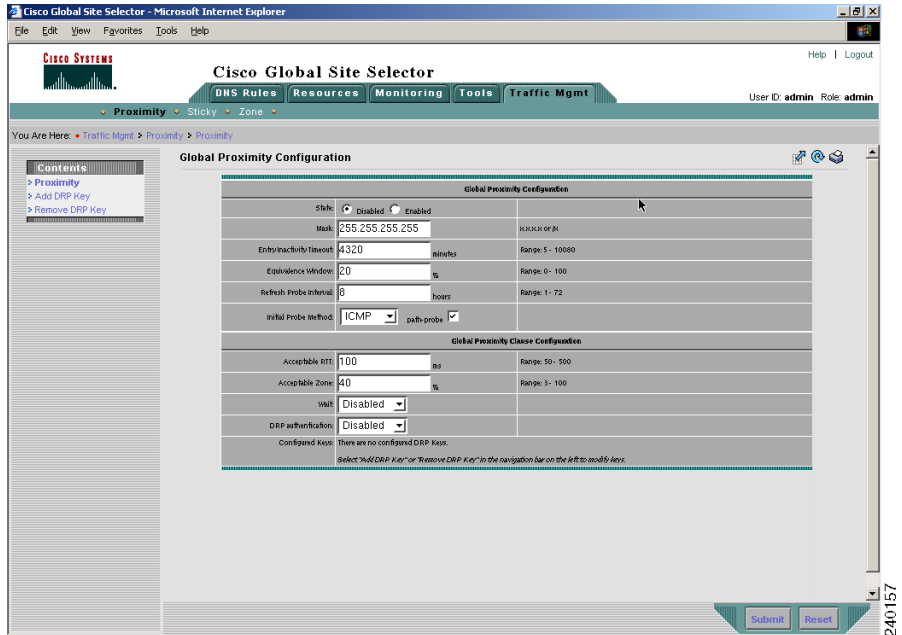 Cisco Global Site Selector - Microsoft Internet Explorer
File Edit View Favorites Tools Help
CISCO SYSTEMS
Help | Logout
Cisco Global Site Selector
DNS Rules Resources Monitoring Tools Traffic Mgmt
User ID: admin Role: admin
Proximity Sticky Zone
You Are Here: Traffic Mgmt Proximity Proximity
Contents
Proximity
Add DRP Key
Remove DRP Key
Global Proximity Configuration
Global Proximity Configuration
State: Disabled Enabled
Mask: 255.255.255.255 x.x.x.x or /x
Entry Inactivity Timeout: 4320 minutes Range: 5 - 10080
Equivalence Window: 20 % Range: 0 - 100
Refresh Probe Interval: 8 hours Range: 1 - 72
Initial Probe Method: ICMP path-probe
Global Proximity Clause Configuration
Acceptable RTT: 100 ms Range: 50 - 500
Acceptable Zone: 40 % Range: 3 - 100
Wait: Disabled
DRP authentication: Disabled
Configured Keys: There are no configured DRP Keys.
Select "Add DRP Key" or "Remove DRP Key" in the navigation bar on the left to modify keys.
Submit Reset
240157